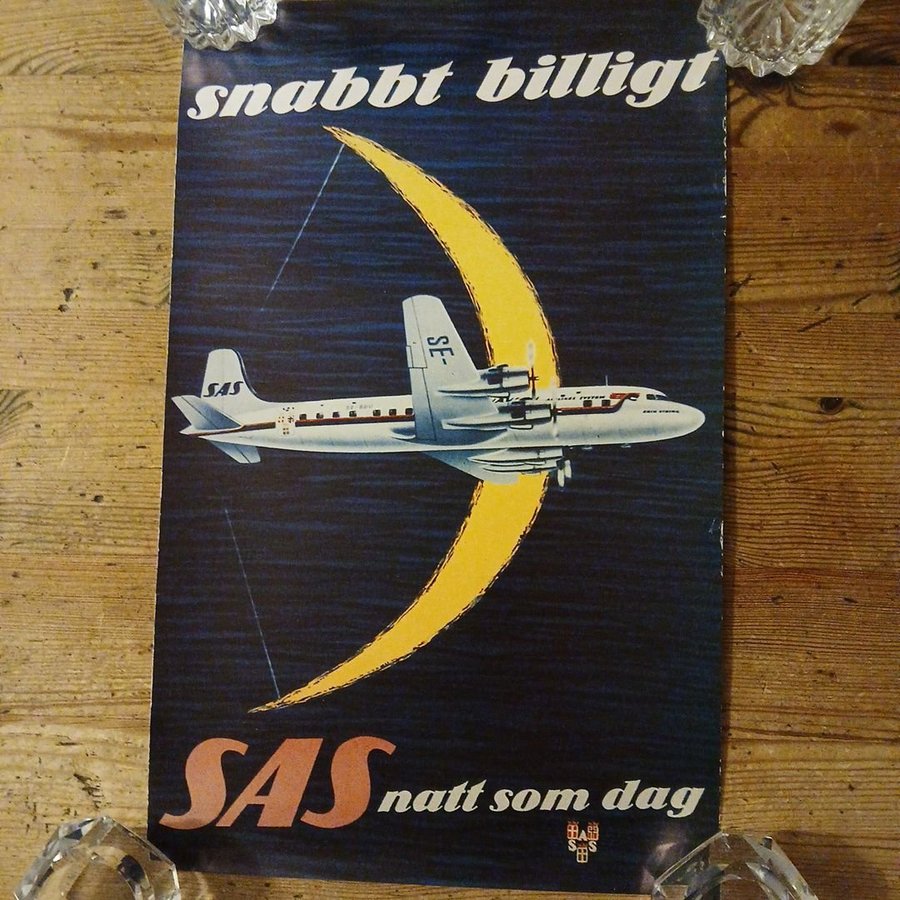 snabbt billigt
SE-
SAS
SAS natt som dag
S A S